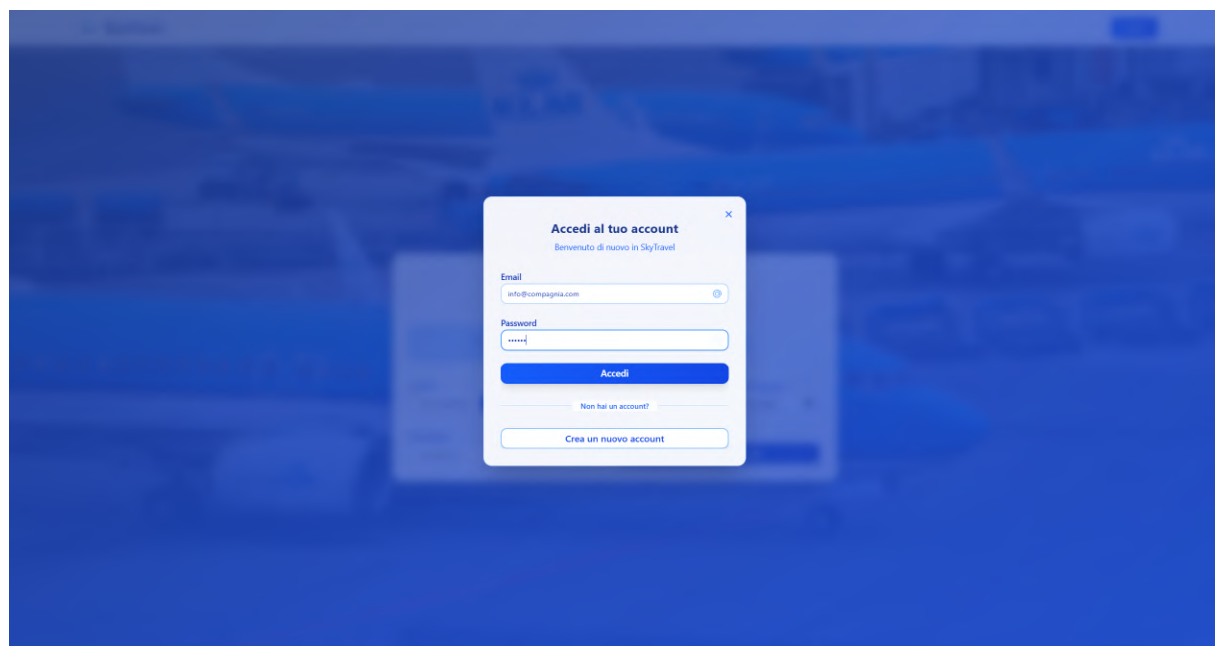 Accedi al tuo account
Benvenuto di nuovo in SkyTravel
Email
info@compagnia.com
Password
••••••
Accedi
Non hai un account?
Crea un nuovo account